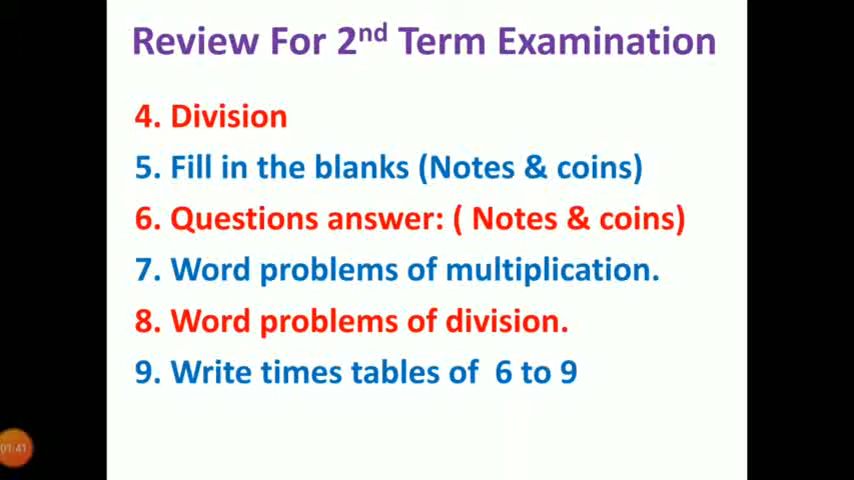 Review For 2nd Term Examination
4. Division
5. Fill in the blanks (Notes & coins)
6. Questions answer: ( Notes & coins)
7. Word problems of multiplication.
8. Word problems of division.
9. Write times tables of 6 to 9
01:41